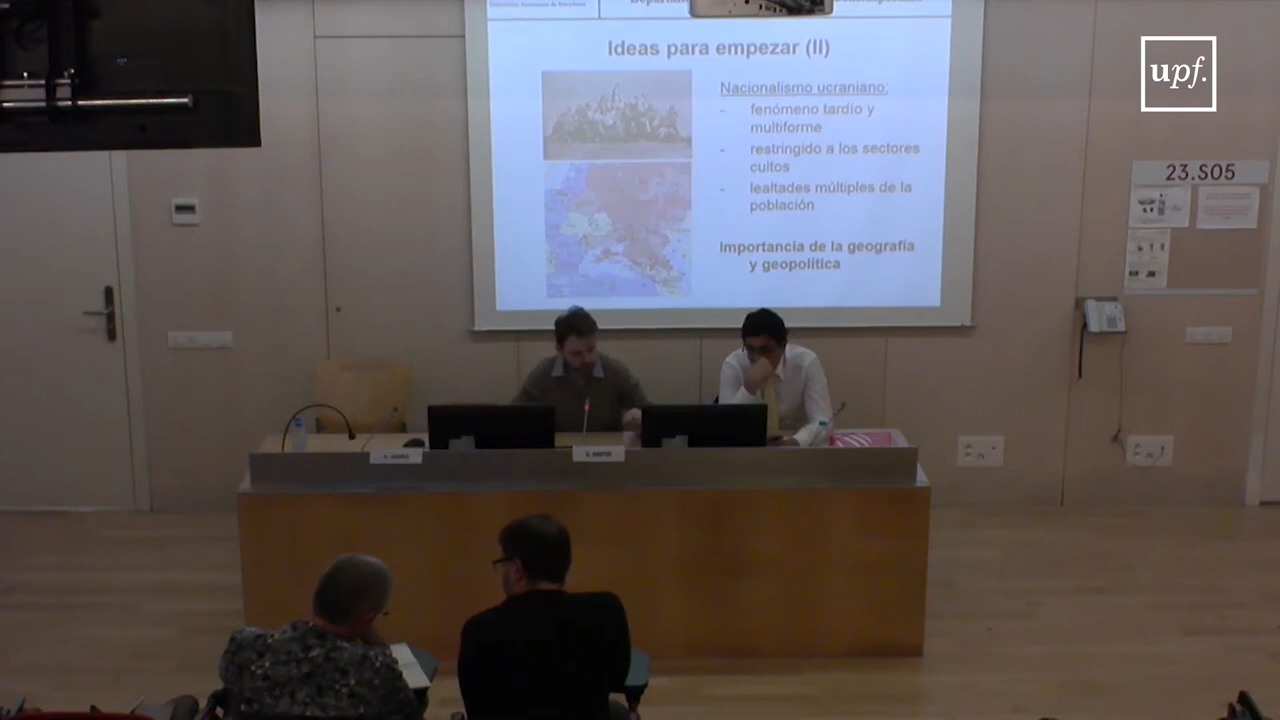 upf.
Ideas para empezar (II)
Nacionalismo ucraniano:
- fenómeno tardío y
multiforme
- restringido a los sectores
cultos
- lealtades múltiples de la
población
Importancia de la geografía
y geopolítica
23.S05